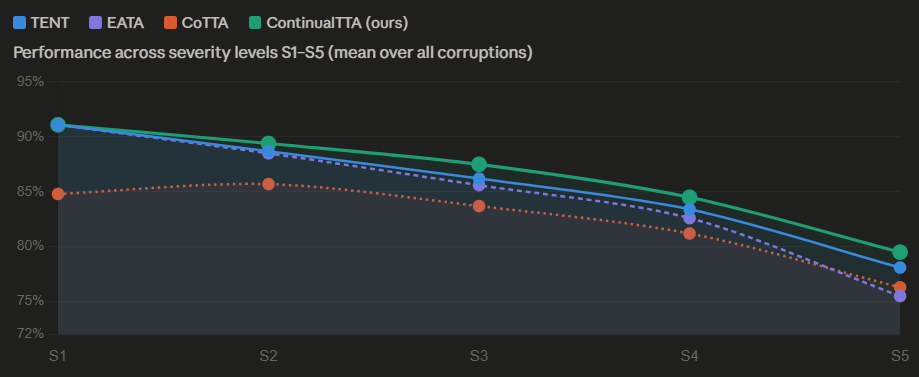 TENT EATA CoTTA ContinualTTA (ours)
Performance across severity levels S1–S5 (mean over all corruptions)
95%
90%
85%
80%
75%
72%
S1 S2 S3 S4 S5